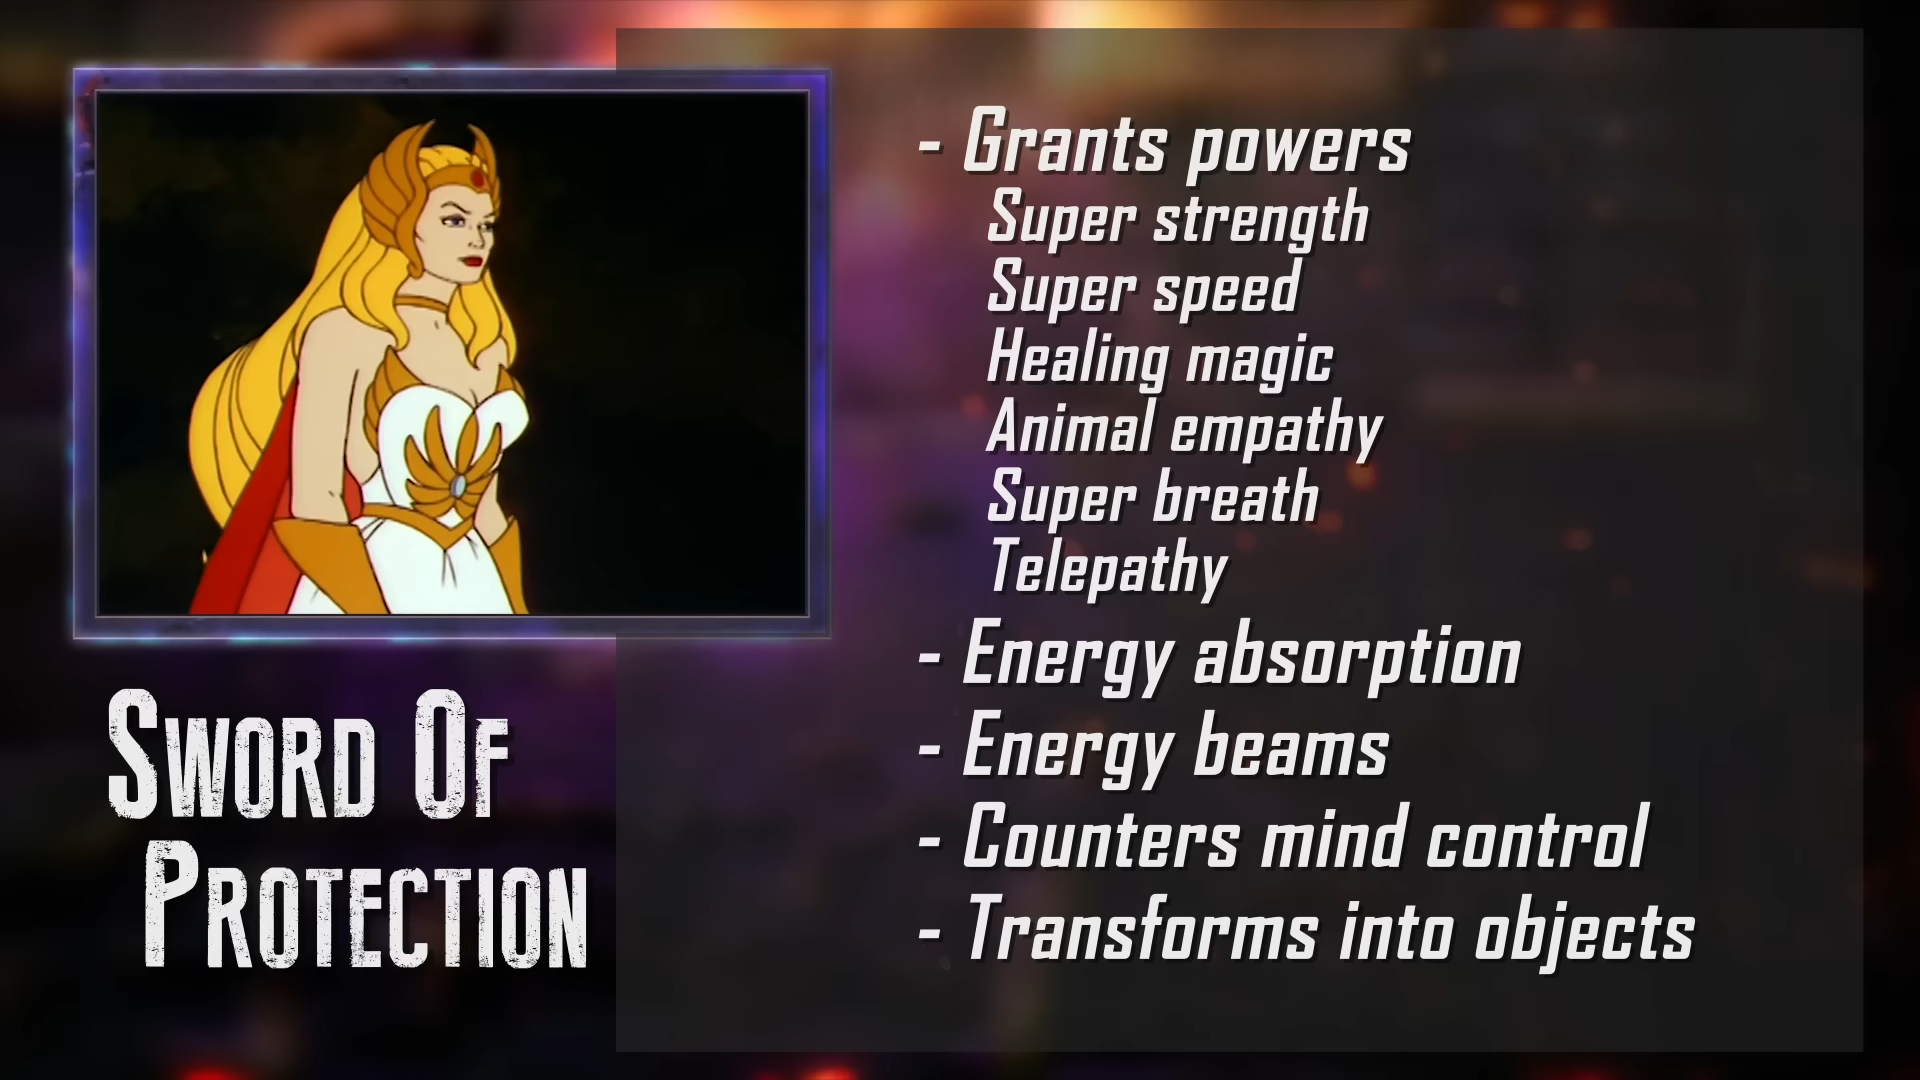 Sword Of
Protection
- Grants powers
Super strength
Super speed
Healing magic
Animal empathy
Super breath
Telepathy
- Energy absorption
- Energy beams
- Counters mind control
- Transforms into objects